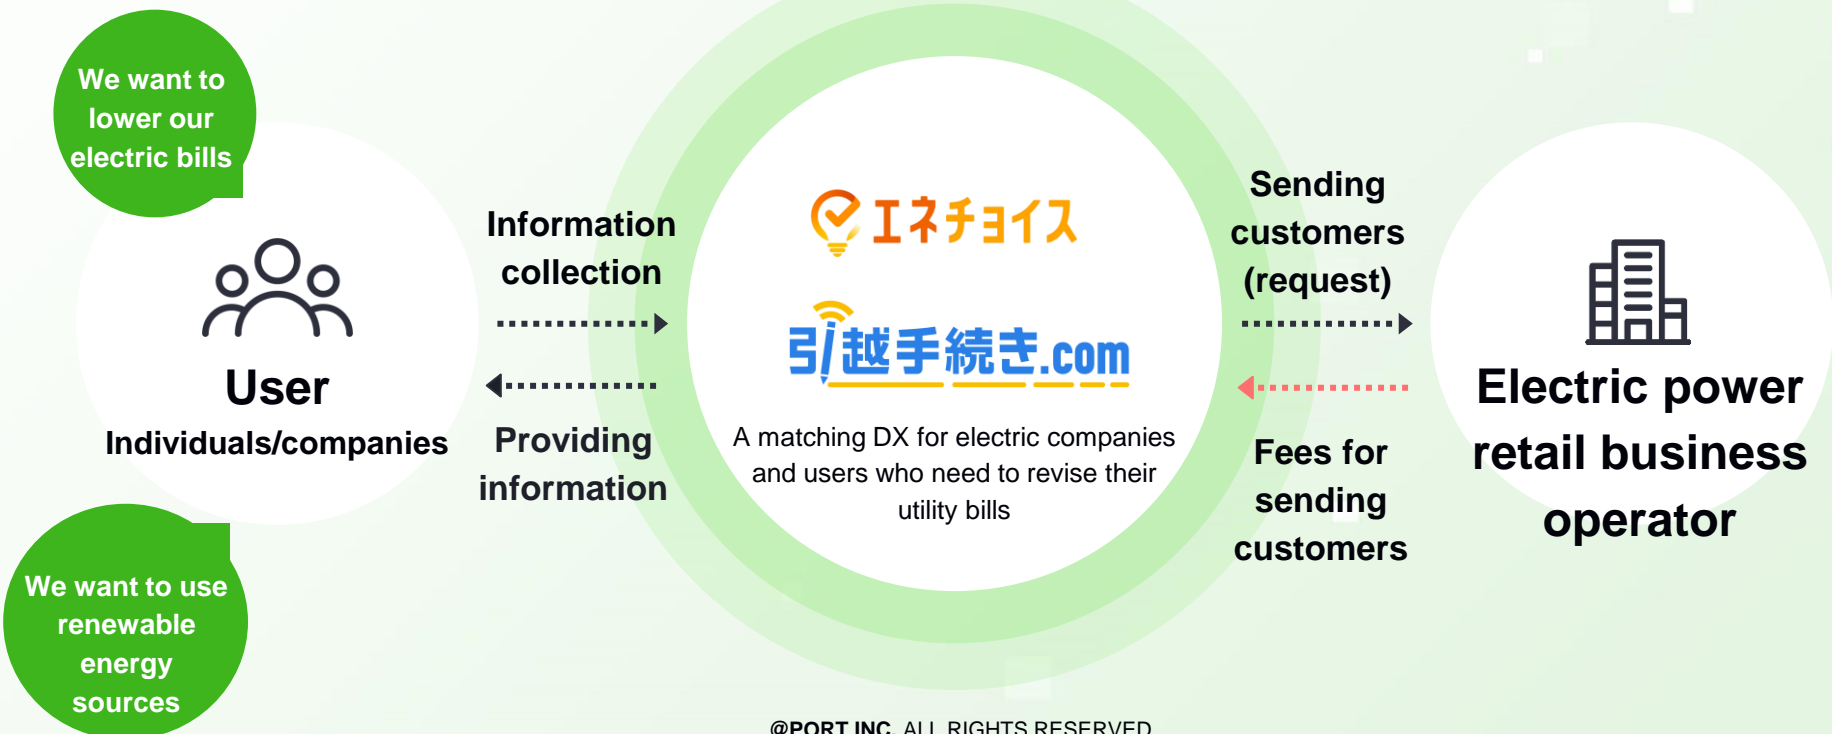 We want to
lower our
electric bills
User
Individuals/companies
We want to use
renewable
energy
sources
Information
collection
Providing
information
エネチョイス
引越手続き.com
A matching DX for electric companies
and users who need to revise their
utility bills
Sending
customers
(request)
Fees for
sending
customers
Electric power
retail business
operator
@PORT INC. ALL RIGHTS RESERVED